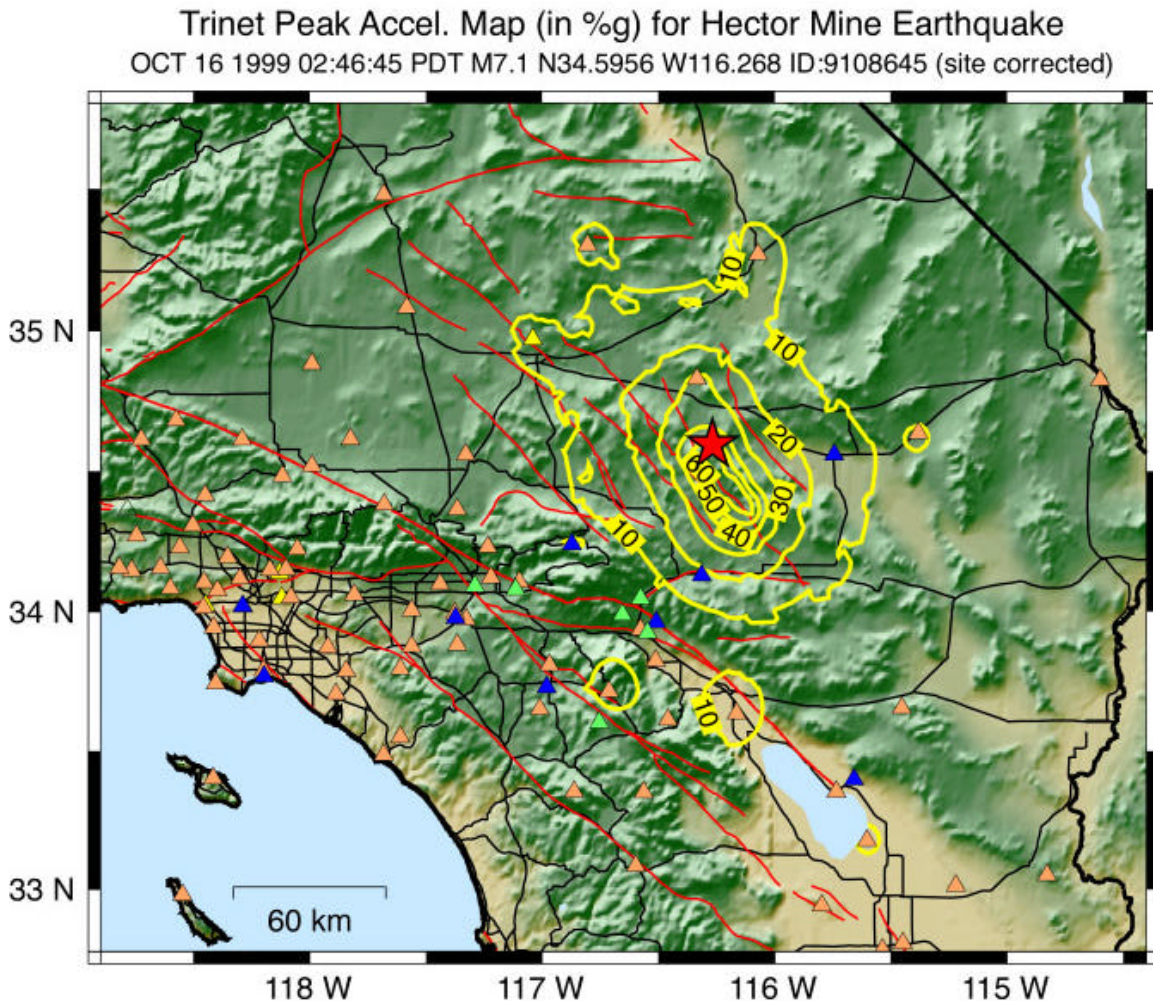 Trinet Peak Accel. Map (in %g) for Hector Mine Earthquake
OCT 16 1999 02:46:45 PDT M7.1 N34.5956 W116.268 ID:9108645 (site corrected)
10
35 N
10
20
60
50
30
40
10
34 N
10
33 N
60 km
118 W
117 W
116 W
115 W